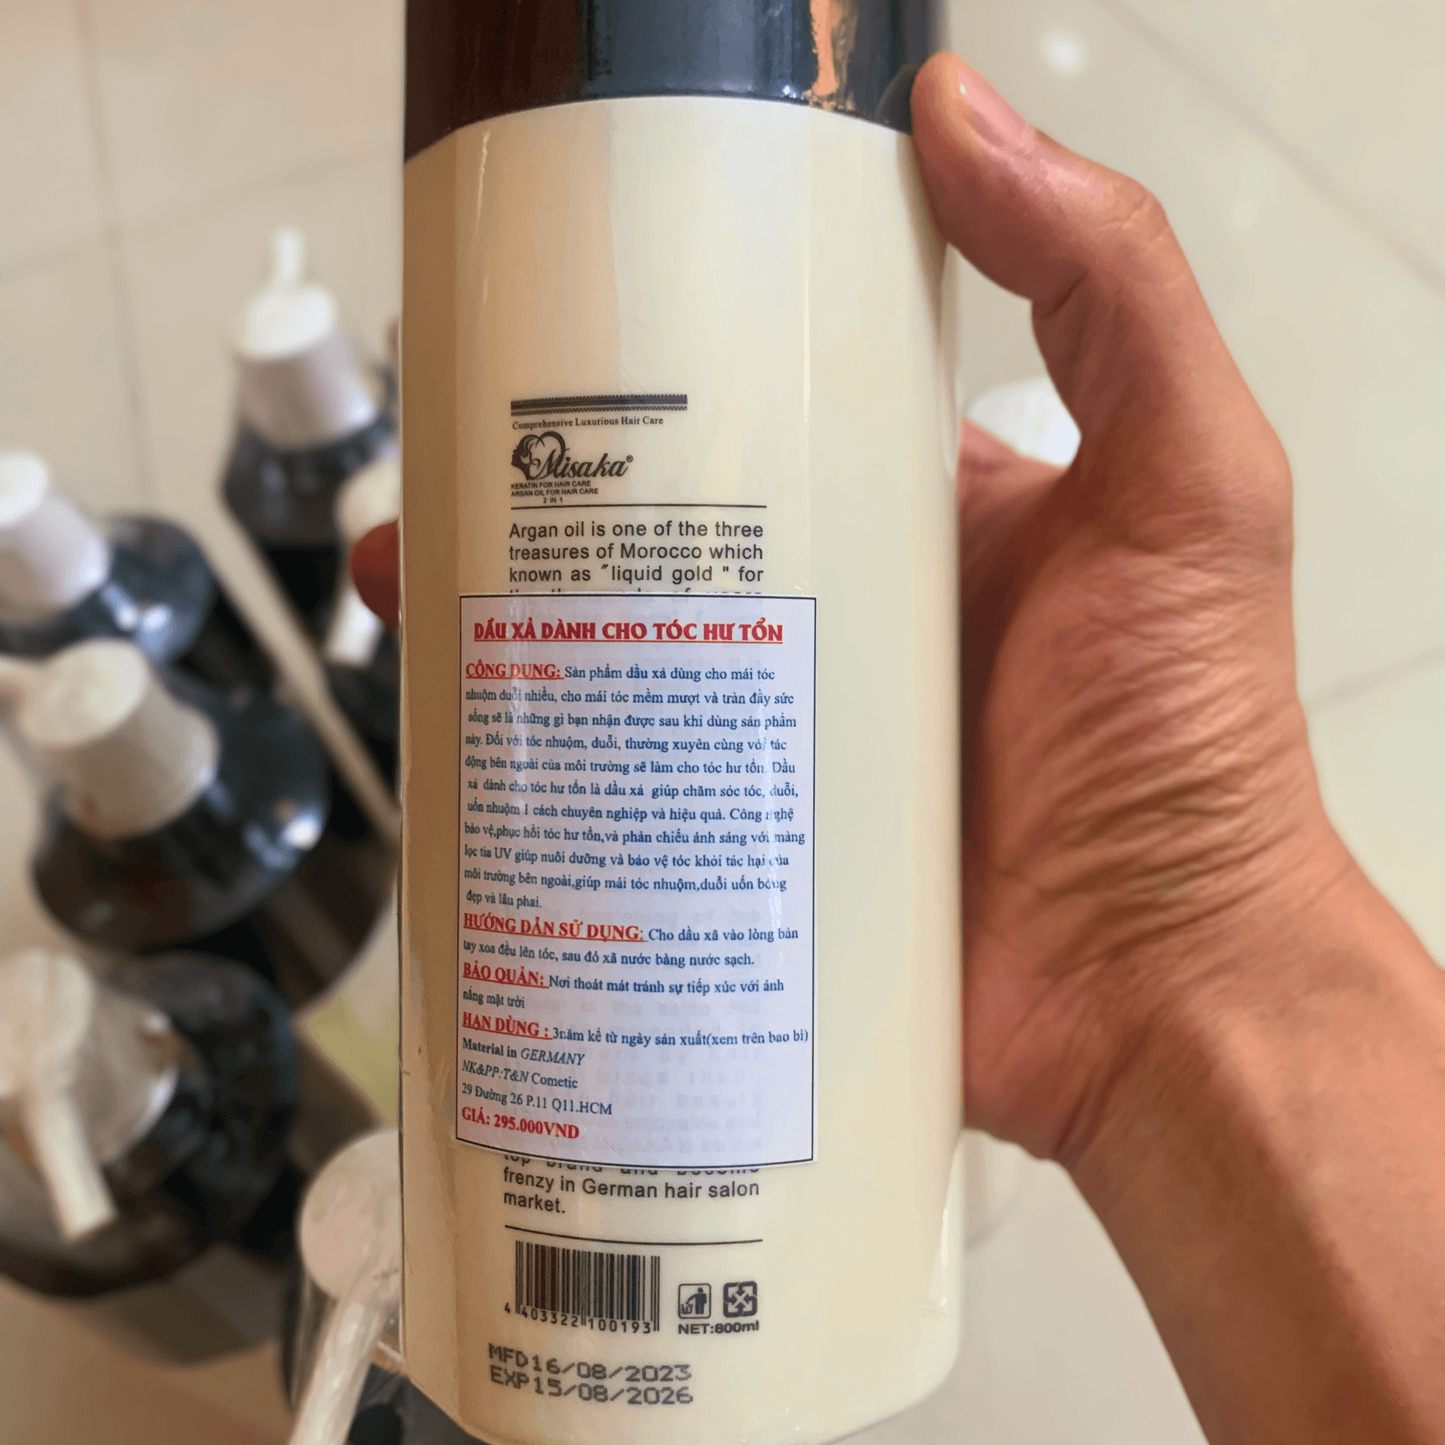 Comprehensive Luxurious Hair Care
Misaka®
KERATIN FOR HAIR CARE
ARGAN OIL FOR HAIR CARE
2 IN 1
Argan oil is one of the three
treasures of Morocco which
known as "liquid gold " for
DẦU XẢ DÀNH CHO TÓC HƯ TỔN
CÔNG DỤNG: Sản phẩm dầu xả dùng cho mái tóc
nhuộm duỗi nhiều, cho mái tóc mềm mượt và tràn đầy sức
sống sẽ là những gì bạn nhận được sau khi dùng sản phẩm
này. Đối với tóc nhuộm, duỗi, thường xuyên cùng với tác
động bên ngoài của môi trường sẽ làm cho tóc hư tổn. Dầu
xả dành cho tóc hư tổn là dầu xả giúp chăm sóc tóc, duỗi,
uốn nhuộm 1 cách chuyên nghiệp và hiệu quả. Công nghệ
bảo vệ,phục hồi tóc hư tổn,và phản chiếu ánh sáng với màng
lọc tia UV giúp nuôi dưỡng và bảo vệ tóc khỏi tác hại của
môi trường bên ngoài,giúp mái tóc nhuộm,duỗi uốn bóng
đẹp và lâu phai.
HƯỚNG DẪN SỬ DỤNG: Cho dầu xã vào lòng bàn
tay xoa đều lên tóc, sau đó xã nước bằng nước sạch.
BẢO QUẢN: Nơi thoát mát tránh sự tiếp xúc với ánh
nắng mặt trời
HẠN DÙNG : 3năm kể từ ngày sản xuất(xem trên bao bì)
Material in GERMANY
NK&PP:T&N Cometic
29 Đường 26 P.11 Q11.HCM
GIÁ: 295.000VND
top brand and become
frenzy in German hair salon
market.
4 403322 100193
NET:800ml
MFD16/08/2023
EXP15/08/2026